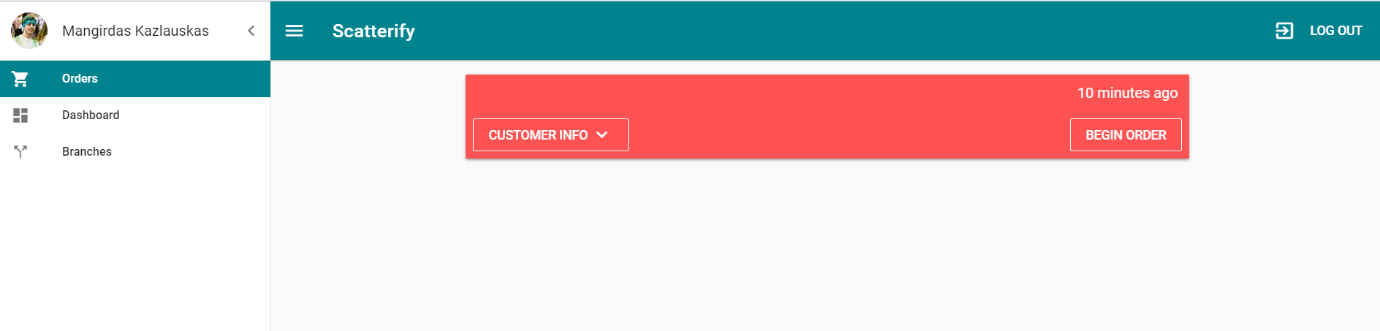 Mangirdas Kazlauskas
Scatterify
LOG OUT
Orders
Dashboard
Branches
10 minutes ago
CUSTOMER INFO
BEGIN ORDER